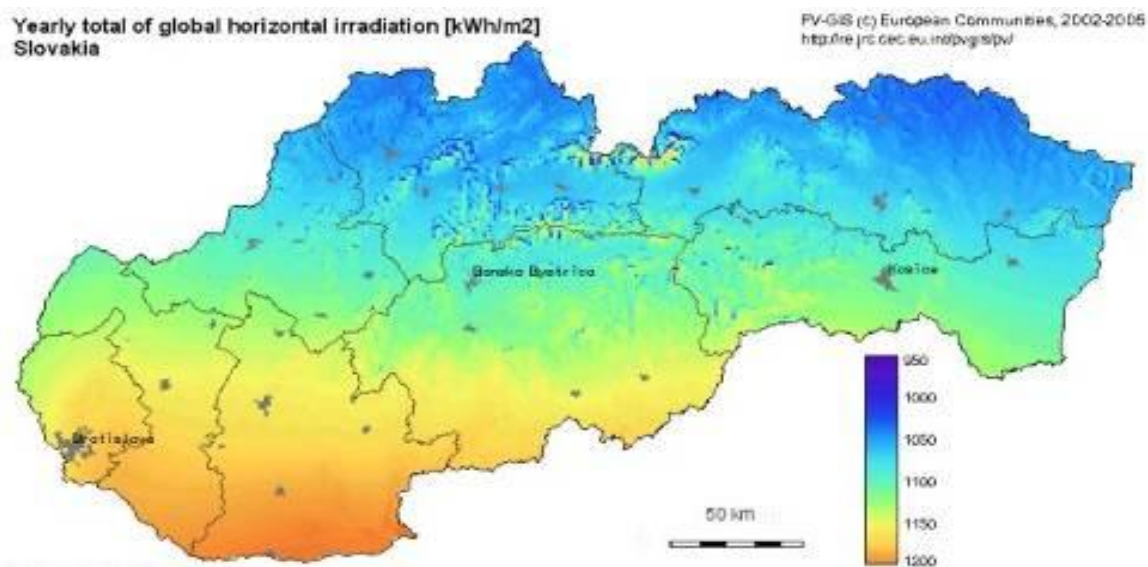 Yearly total of global horizontal irradiation [kWh/m2]
Slovakia
PV-GIS (c) European Communities, 2002-2006
http://re.jrc.cec.eu.int/pvgis/pv/
Banska Bystrica
Kosice
Bratislava
950
1000
1050
1100
1150
1200
50 km